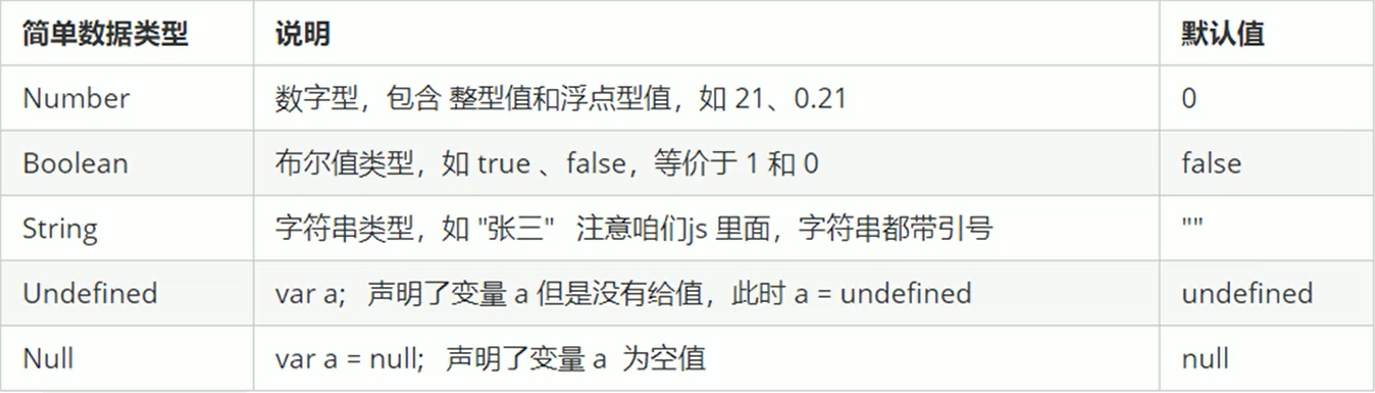 简单数据类型 说明 默认值
Number 数字型，包含 整型值和浮点型值，如 21、0.21 0
Boolean 布尔值类型，如 true 、false，等价于 1 和 0 false
String 字符串类型，如 "张三" 注意咱们js 里面，字符串都带引号 ""
Undefined var a; 声明了变量 a 但是没有给值，此时 a = undefined undefined
Null var a = null; 声明了变量 a 为空值 null